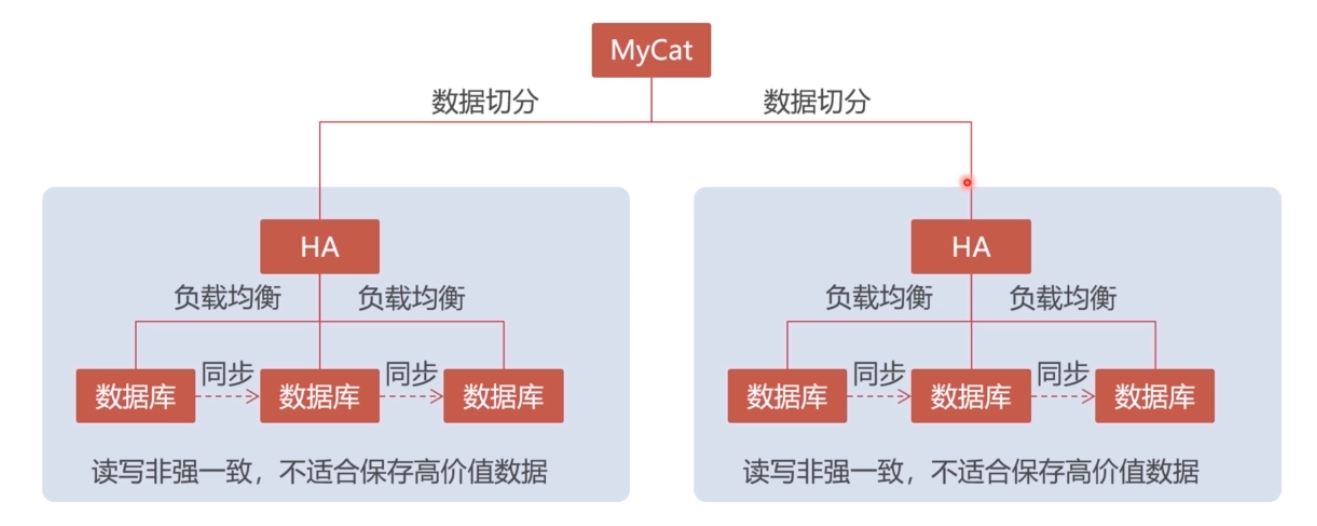 MyCat
数据切分 数据切分
HA HA
负载均衡 负载均衡 负载均衡 负载均衡
同步 同步 同步 同步
数据库 数据库 数据库 数据库 数据库 数据库
读写非强一致，不适合保存高价值数据 读写非强一致，不适合保存高价值数据